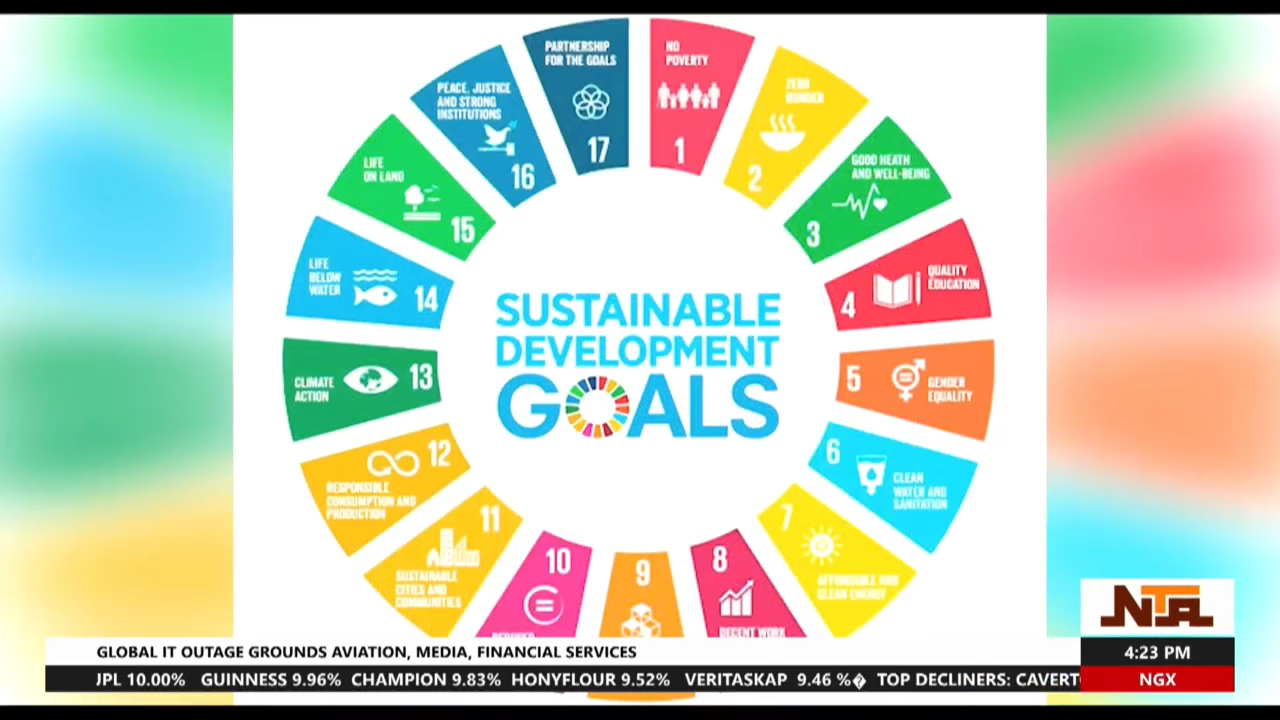 PARTNERSHIP
FOR THE GOALS
17
NO
POVERTY
1
ZERO
HUNGER
2
GOOD HEATH
AND WELL-BEING
3
QUALITY
EDUCATION
4
5
GENDER
EQUALITY
6
CLEAN
WATER AND
SANITATION
7
AFFORDABLE AND
CLEAN ENERGY
8
DECENT WORK
9
10
11
SUSTAINABLE
CITIES AND
COMMUNITIES
12
RESPONSIBLE
CONSUMPTION AND
PRODUCTION
CLIMATE
ACTION
13
LIFE
BELOW
WATER
14
LIFE
ON LAND
15
PEACE, JUSTICE
AND STRONG
INSTITUTIONS
16
SUSTAINABLE
DEVELOPMENT
GOALS
NTA
GLOBAL IT OUTAGE GROUNDS AVIATION, MEDIA, FINANCIAL SERVICES
4:23 PM
JPL 10.00% GUINNESS 9.96% CHAMPION 9.83% HONYFLOUR 9.52% VERITASKAP 9.46 %� TOP DECLINERS: CAVERT
NGX